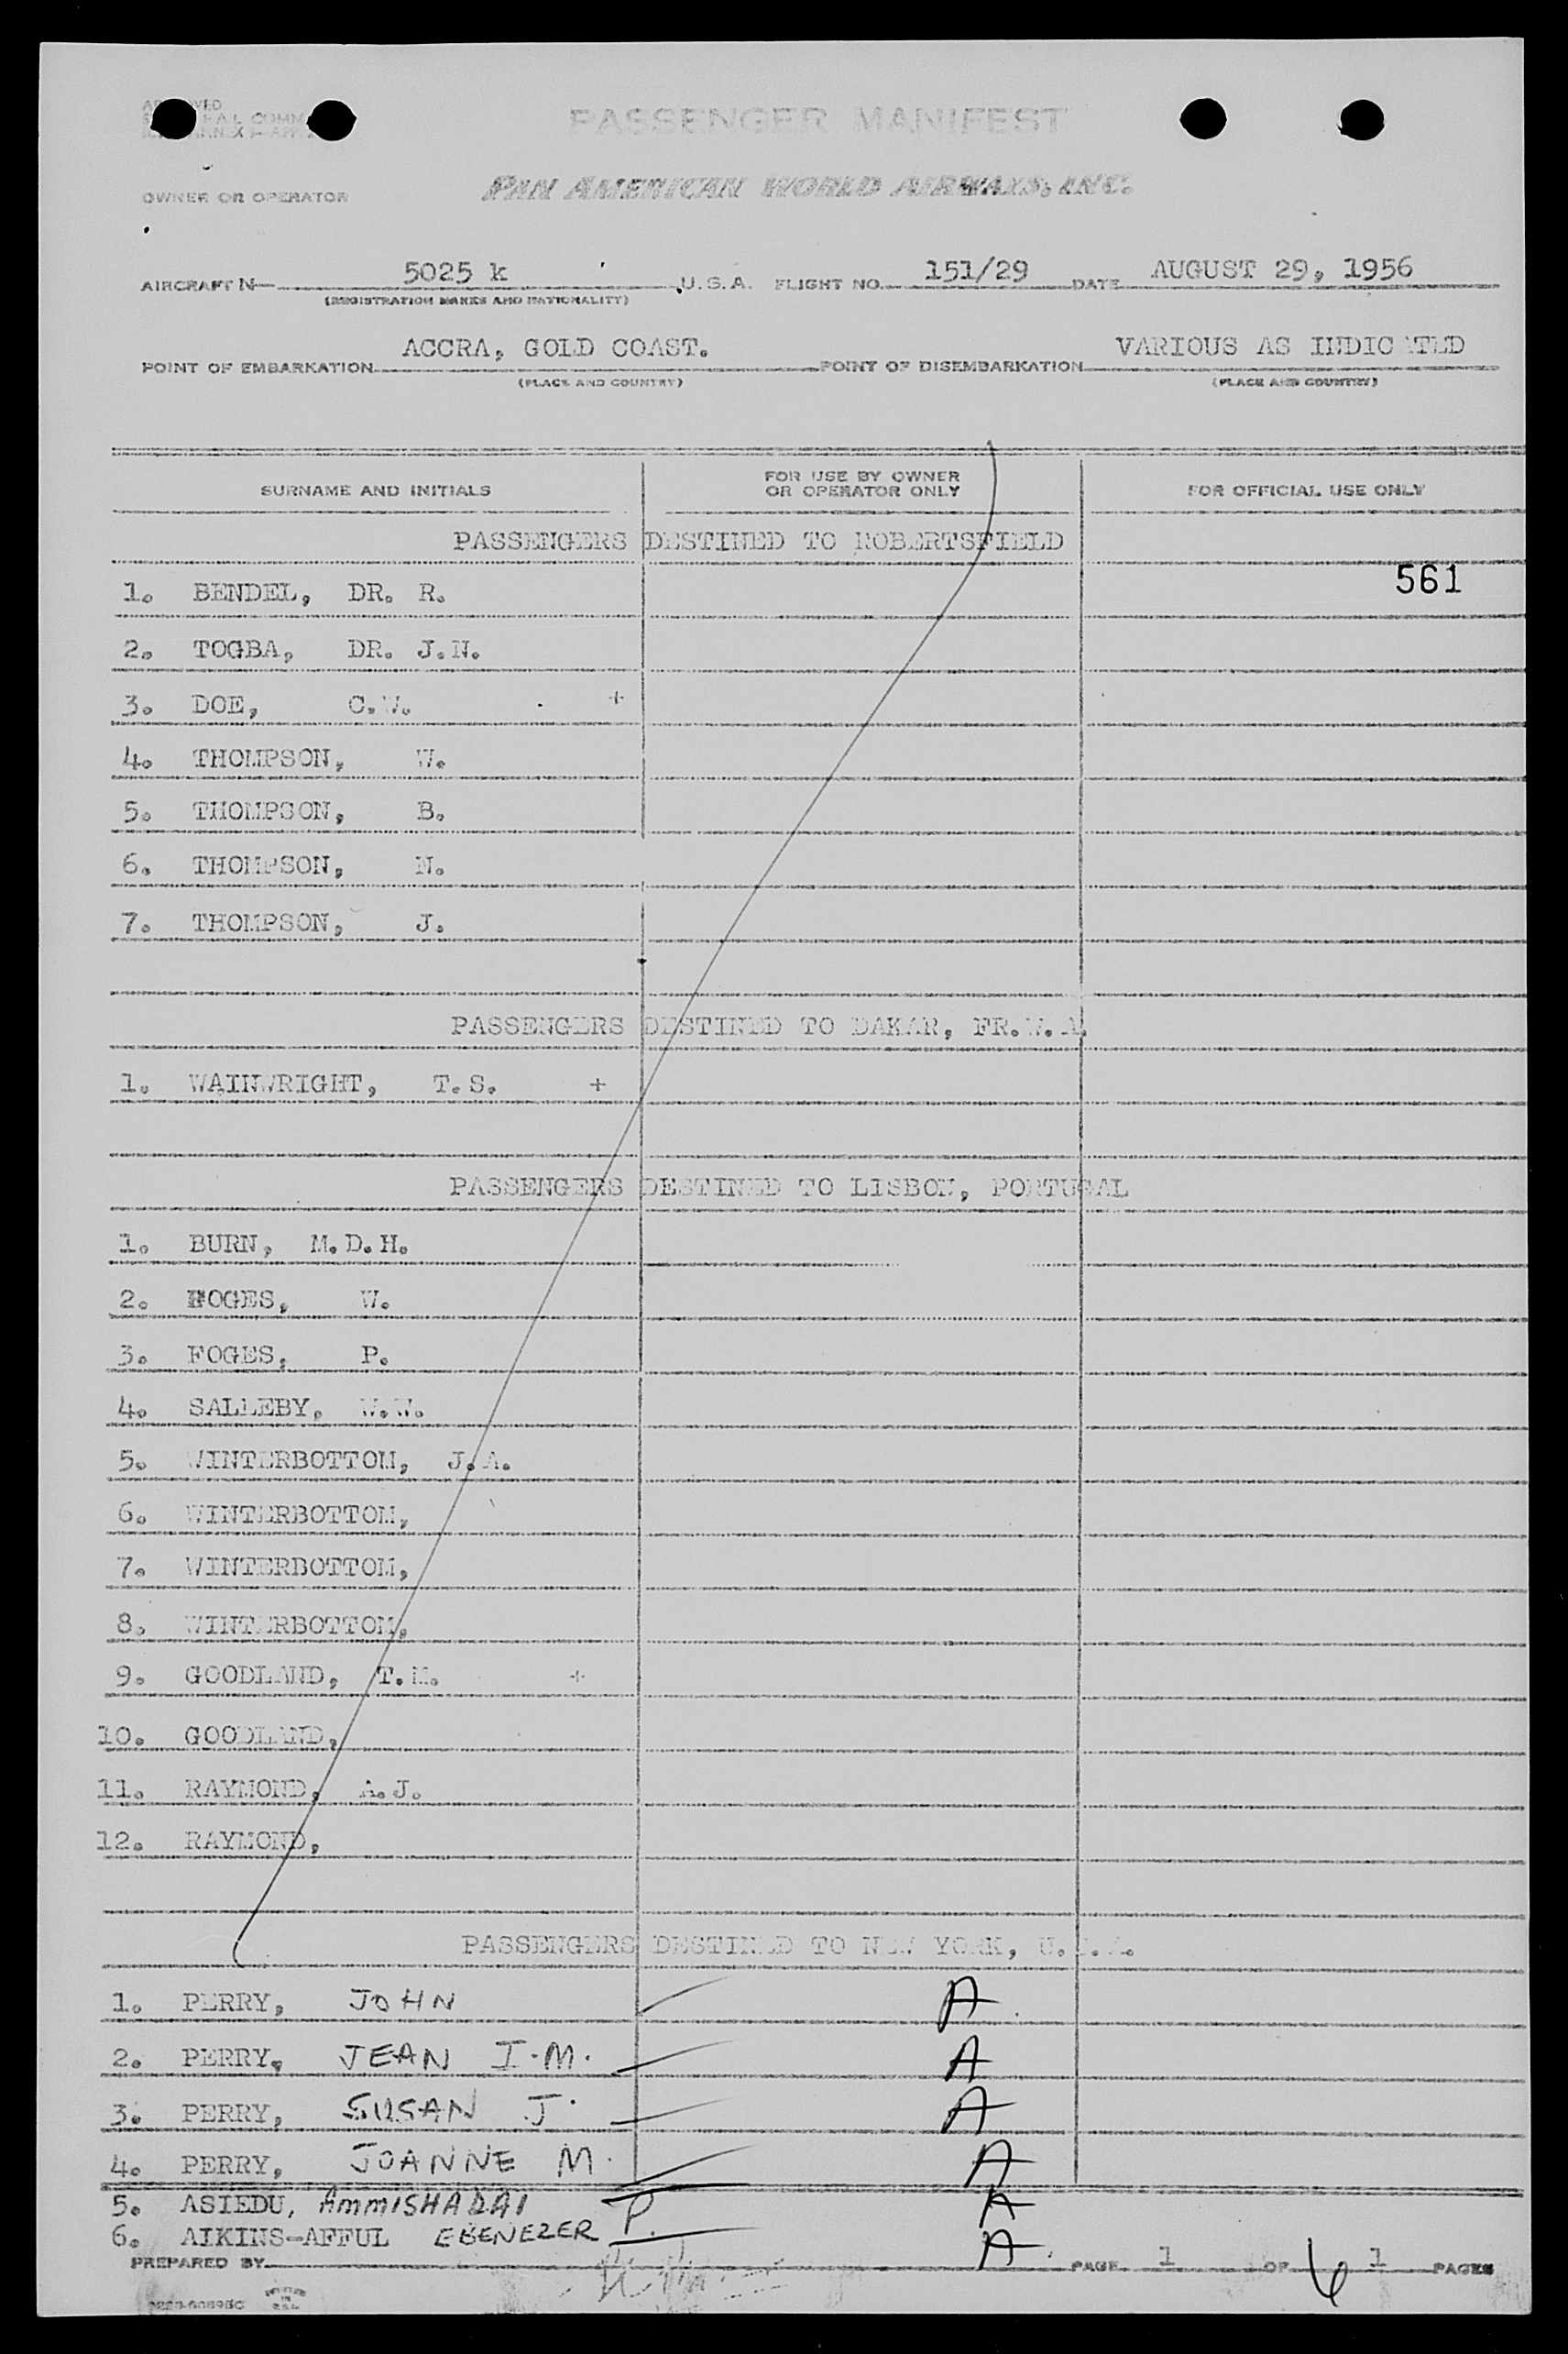 PASSENGER MANIFEST
OWNER OR OPERATOR PAN AMERICAN WORLD AIRWAYS, INC.
AIRCRAFT N 5025 k U.S.A. FLIGHT NO. 151/29 DATE AUGUST 29, 1956
(REGISTRATION MARKS AND NATIONALITY)
POINT OF EMBARKATION ACCRA, GOLD COAST. POINT OF DISEMBARKATION VARIOUS AS INDICATED
(PLACE AND COUNTRY) (PLACE AND COUNTRY)
SURNAME AND INITIALS FOR USE BY OWNER OR OPERATOR ONLY FOR OFFICIAL USE ONLY
PASSENGERS DESTINED TO ROBERTSFIELD
561
1. BENDEL, DR. R.
2. TOGBA, DR. J.N.
3. DOE, C.W. +
4. THOMPSON, W.
5. THOMPSON, B.
6. THOMPSON, N.
7. THOMPSON, J.
PASSENGERS DESTINED TO DAKAR, FR.W.A.
1. WAINWRIGHT, T.S. +
PASSENGERS DESTINED TO LISBON, PORTUGAL
1. BURN, M.D.H.
2. FOGES, W.
3. FOGES, P.
4. SALLEBY, W.W.
5. WINTERBOTTOM, J.A.
6. WINTERBOTTOM,
7. WINTERBOTTOM,
8. WINTERBOTTOM,
9. GOODLAND, T.M. +
10. GOODLAND,
11. RAYMOND, A.J.
12. RAYMOND,
PASSENGERS DESTINED TO NEW YORK, U.S.A.
1. PERRY, JOHN A
2. PERRY, JEAN I.M. A
3. PERRY, SUSAN J. A
4. PERRY, JOANNE M. A
5. ASIEDU, AmmISHADAI A
6. AIKINS-AFFUL EBENEZER P. A
PREPARED BY PAGE 1 OF 1 PAGES
6